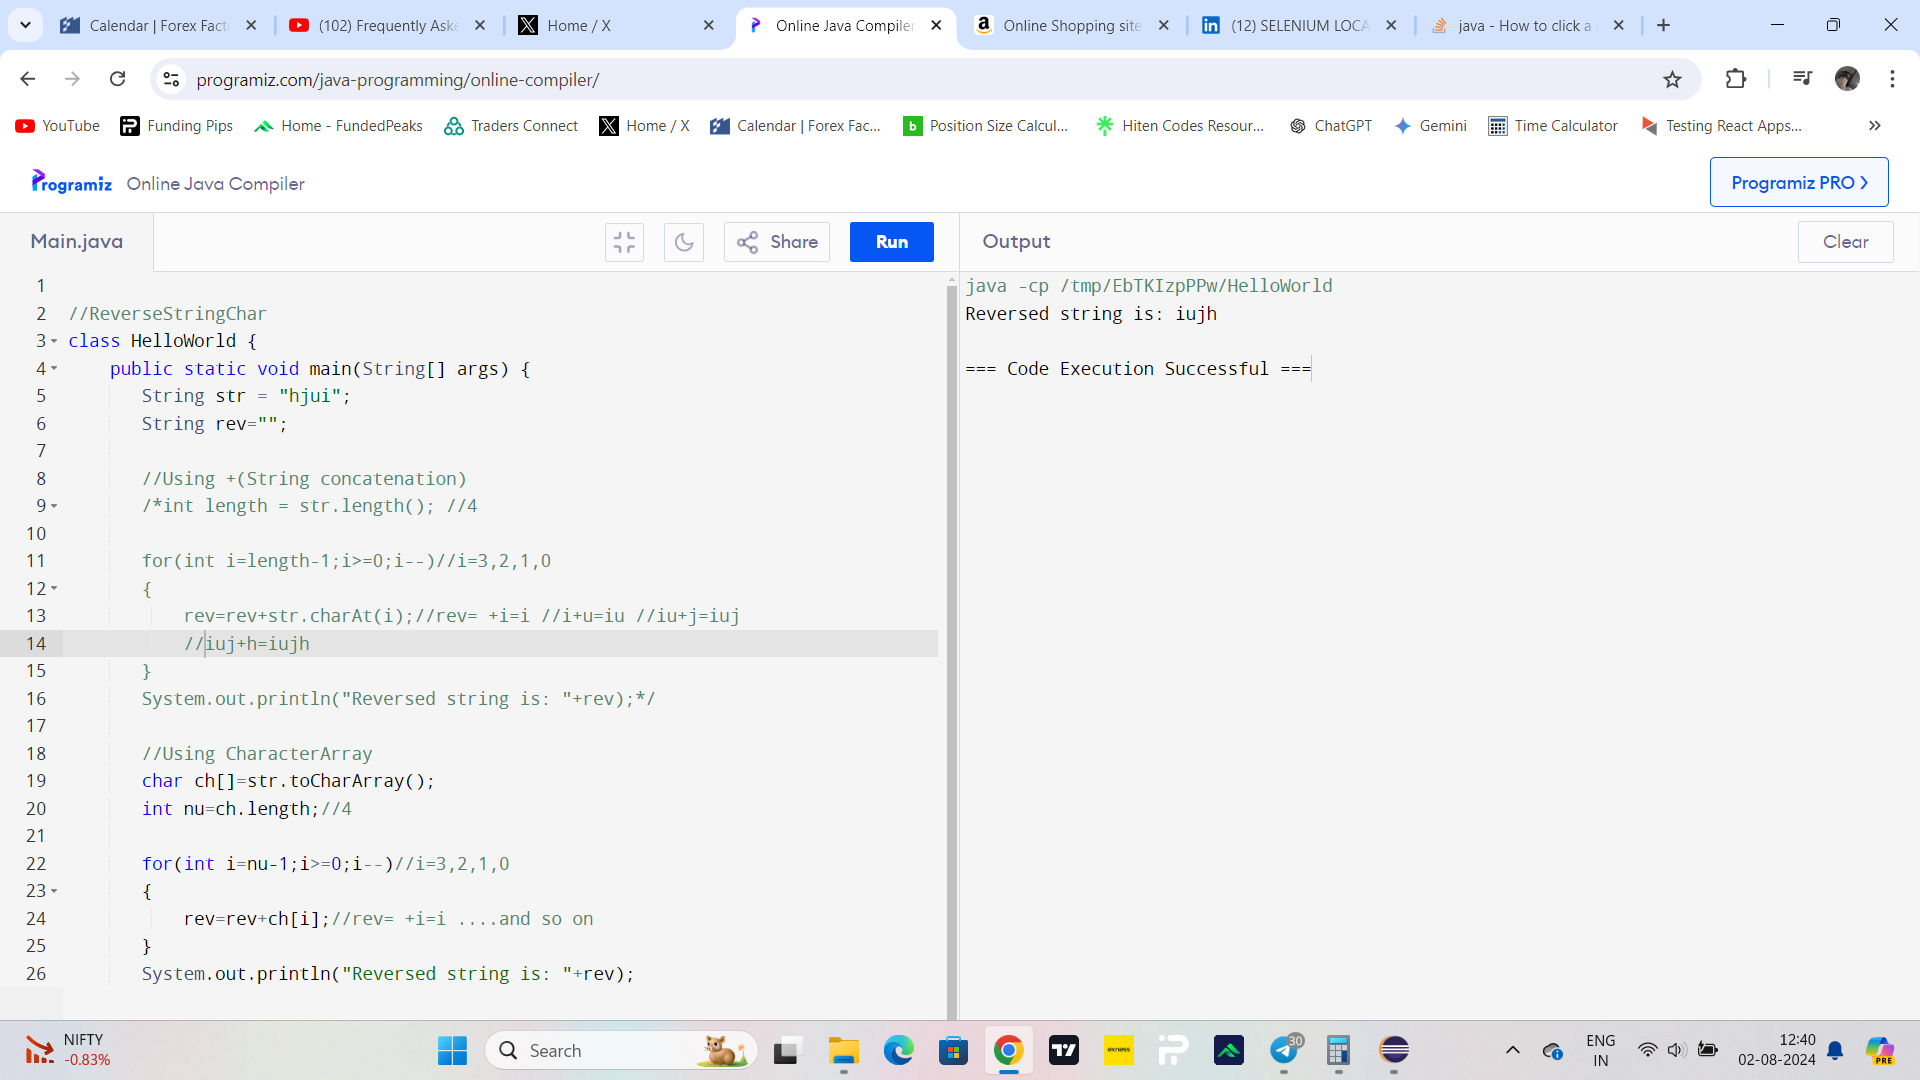 Calendar | Forex Fact
(102) Frequently Aske
Home / X
Online Java Compiler
Online Shopping site
(12) SELENIUM LOCA
java - How to click a
programiz.com/java-programming/online-compiler/
YouTube
Funding Pips
Home - FundedPeaks
Traders Connect
Home / X
Calendar | Forex Fac...
Position Size Calcul...
Hiten Codes Resour...
ChatGPT
Gemini
Time Calculator
Testing React Apps...
Programiz
Online Java Compiler
Programiz PRO
Main.java
Share
Run
Output
Clear
1
2 //ReverseStringChar
3 class HelloWorld {
4 public static void main(String[] args) {
5 String str = "hjui";
6 String rev="";
7
8 //Using +(String concatenation)
9 /*int length = str.length(); //4
10
11 for(int i=length-1;i>=0;i--)//i=3,2,1,0
12 {
13 rev=rev+str.charAt(i);//rev= +i=i //i+u=iu //iu+j=iuj
14 //iuj+h=iujh
15 }
16 System.out.println("Reversed string is: "+rev);*/
17
18 //Using CharacterArray
19 char ch[]=str.toCharArray();
20 int nu=ch.length;//4
21
22 for(int i=nu-1;i>=0;i--)//i=3,2,1,0
23 {
24 rev=rev+ch[i];//rev= +i=i ....and so on
25 }
26 System.out.println("Reversed string is: "+rev);
java -cp /tmp/EbTKIzpPPw/HelloWorld
Reversed string is: iujh
=== Code Execution Successful ===
NIFTY
-0.83%
Search
exness
30
ENG
IN
12:40
02-08-2024
PRE